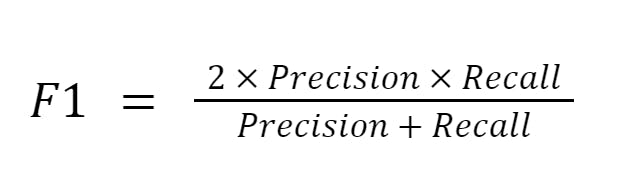 F1 = 2 × Precision × Recall
Precision + Recall